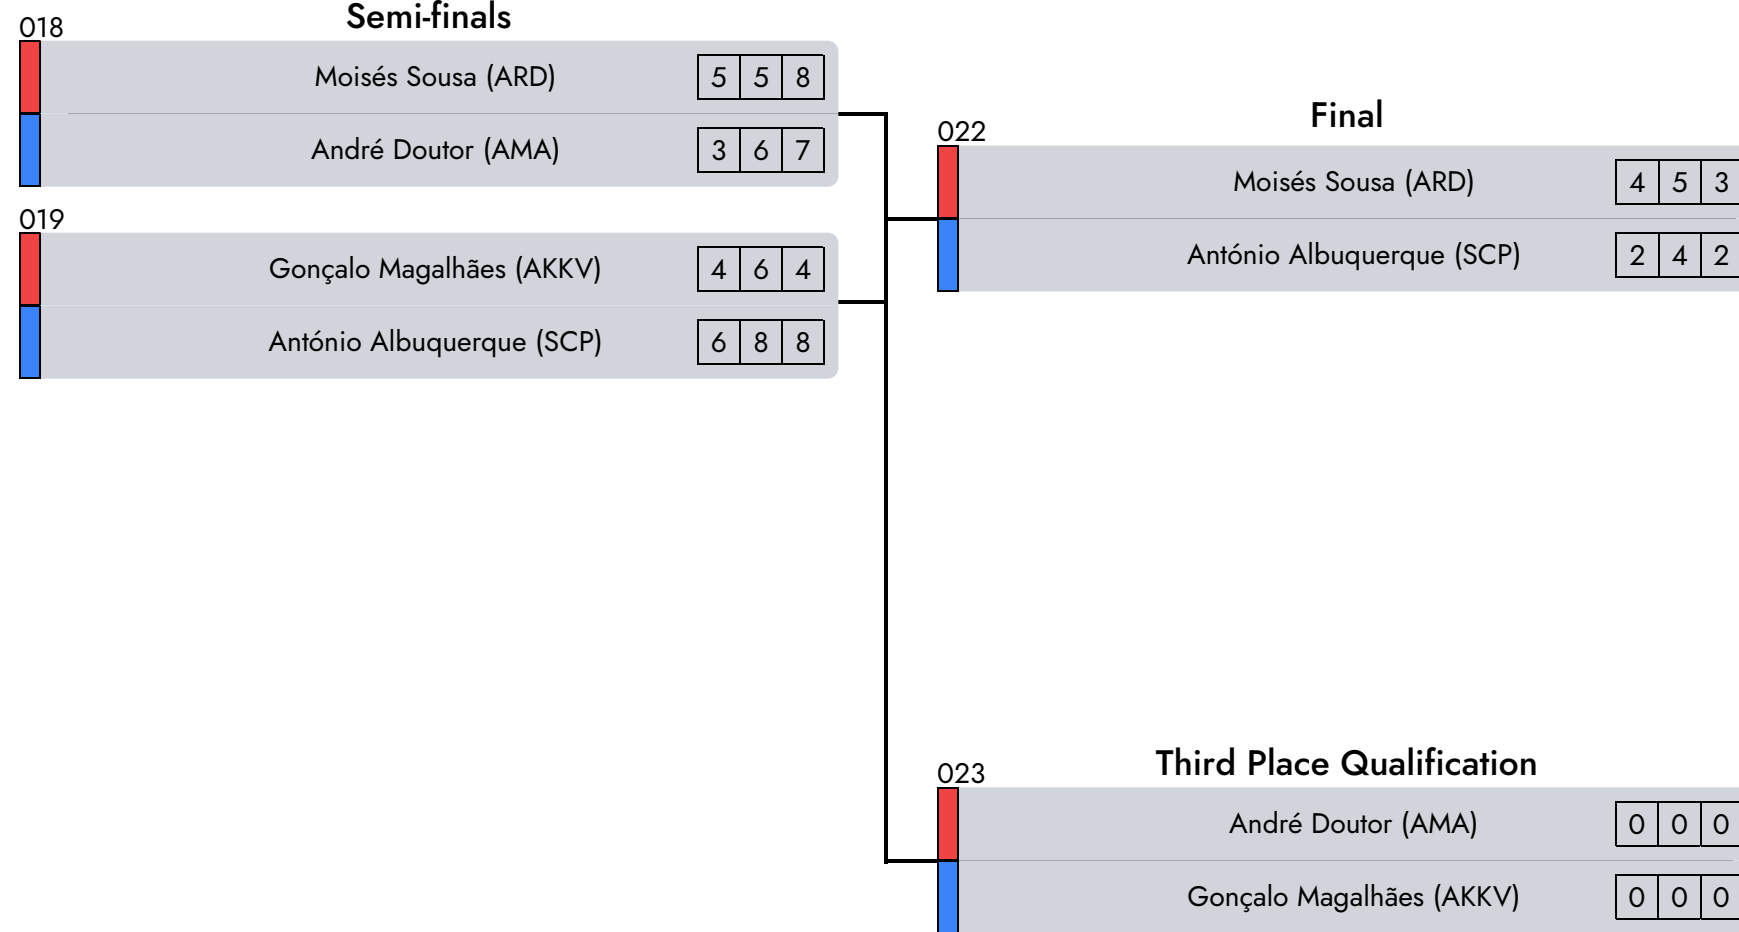 Semi-finals
018
Moisés Sousa (ARD) 5 5 8
André Doutor (AMA) 3 6 7
019
Gonçalo Magalhães (AKKV) 4 6 4
António Albuquerque (SCP) 6 8 8
Final
022
Moisés Sousa (ARD) 4 5 3
António Albuquerque (SCP) 2 4 2
Third Place Qualification
023
André Doutor (AMA) 0 0 0
Gonçalo Magalhães (AKKV) 0 0 0